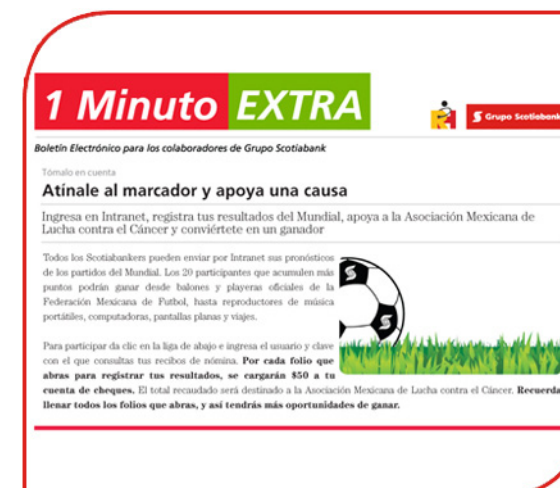 1 Minuto EXTRA
Grupo Scotiabank
Boletín Electrónico para los colaboradores de Grupo Scotiabank
Tómalo en cuenta
Atínale al marcador y apoya una causa
Ingresa en Intranet, registra tus resultados del Mundial, apoya a la Asociación Mexicana de
Lucha contra el Cáncer y conviértete en un ganador
Todos los Scotiabankers pueden enviar por Intranet sus pronósticos
de los partidos del Mundial. Los 20 participantes que acumulen más
puntos podrán ganar desde balones y playeras oficiales de la
Federación Mexicana de Futbol, hasta reproductores de música
portátiles, computadoras, pantallas planas y viajes.
Para participar da clic en la liga de abajo e ingresa el usuario y clave
con el que consultas tus recibos de nómina. Por cada folio que
abras para registrar tus resultados, se cargarán $50 a tu
cuenta de cheques. El total recaudado será destinado a la Asociación Mexicana de Lucha contra el Cáncer. Recuerda
llenar todos los folios que abras, y así tendrás más oportunidades de ganar.